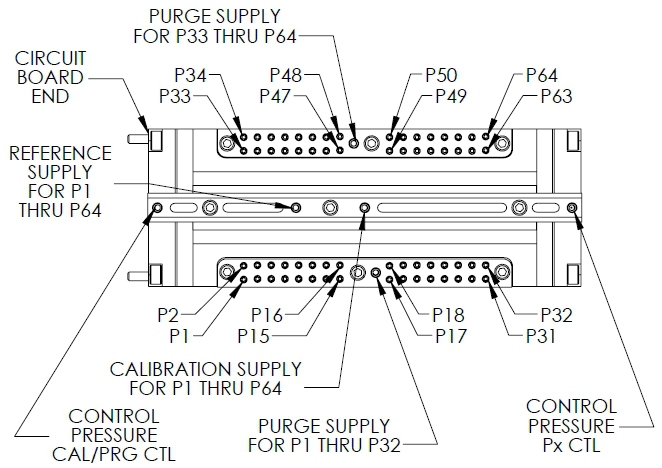 PURGE SUPPLY
FOR P33 THRU P64
CIRCUIT
BOARD
END
P34
P48
P50
P64
P33
P47
P49
P63
REFERENCE
SUPPLY
FOR P1
THRU P64
P2
P16
P18
P32
P1
P15
P17
P31
CALIBRATION SUPPLY
FOR P1 THRU P64
CONTROL
PRESSURE
CAL/PRG CTL
PURGE SUPPLY
FOR P1 THRU P32
CONTROL
PRESSURE
Px CTL